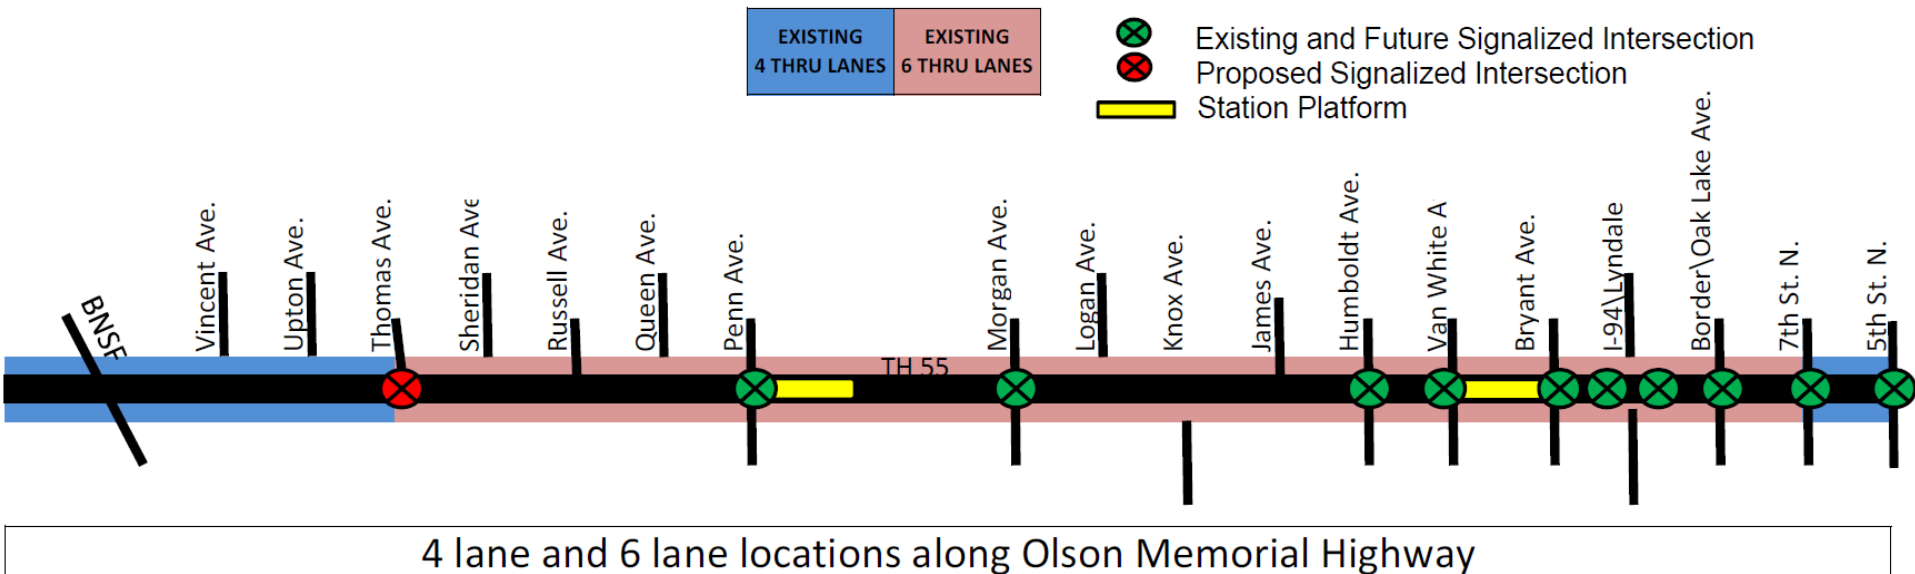 EXISTING
4 THRU LANES
EXISTING
6 THRU LANES
Existing and Future Signalized Intersection
Proposed Signalized Intersection
Station Platform
BNSF
Vincent Ave.
Upton Ave.
Thomas Ave.
Sheridan Ave
Russell Ave.
Queen Ave.
Penn Ave.
TH 55
Morgan Ave.
Logan Ave.
Knox Ave.
James Ave.
Humboldt Ave.
Van White A
Bryant Ave.
I-94\Lyndale
Border\Oak Lake Ave.
7th St. N.
5th St. N.
4 lane and 6 lane locations along Olson Memorial Highway